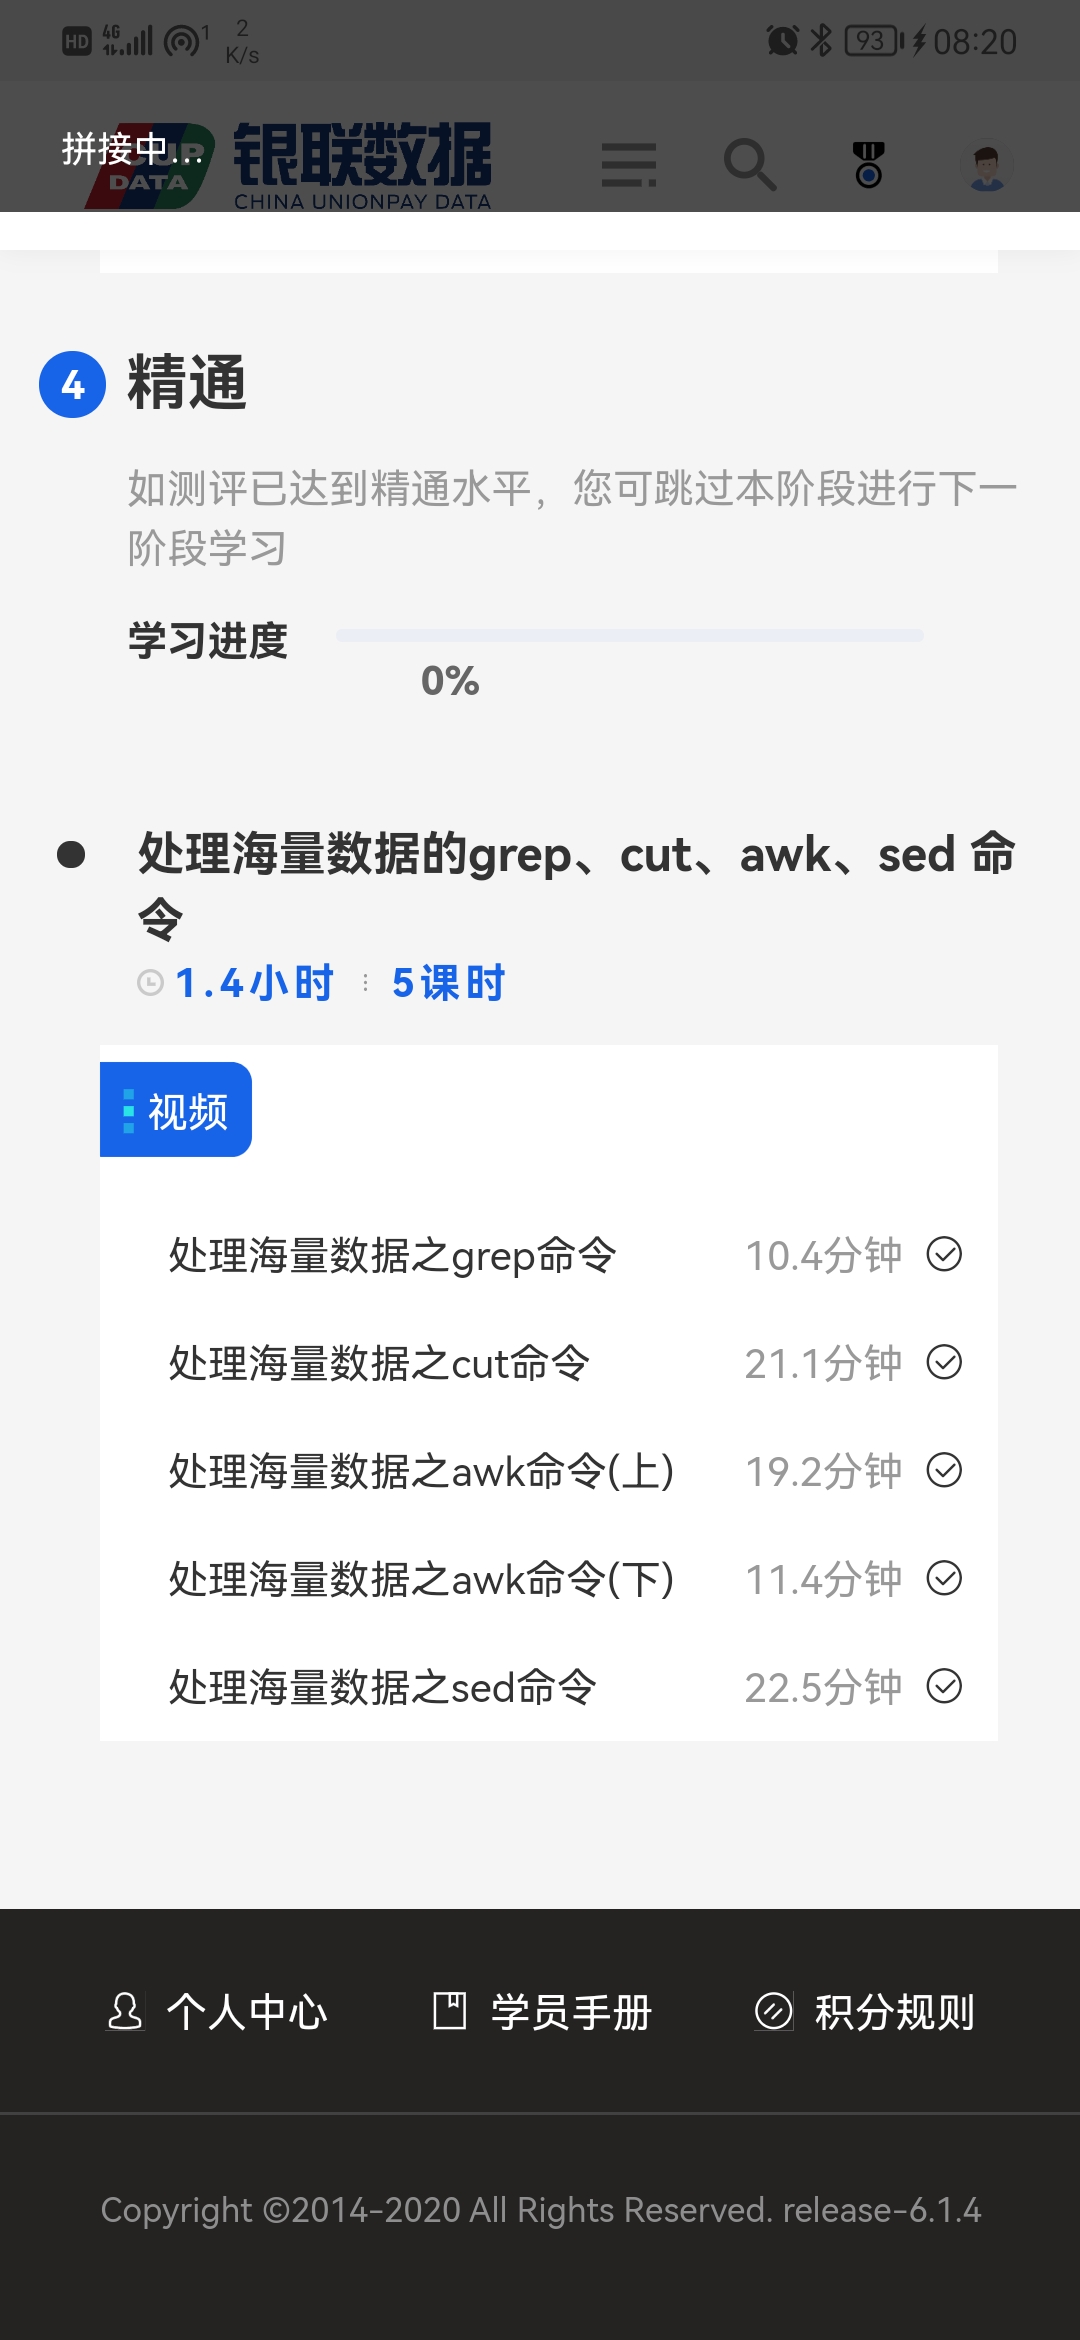 HD 4G 1 2 K/s 93 08:20
拼接中...
CUP DATA 银联数据
CHINA UNIONPAY DATA
4 精通
如测评已达到精通水平，您可跳过本阶段进行下一
阶段学习
学习进度
0%
处理海量数据的grep、cut、awk、sed 命
令
1.4小时 5课时
视频
处理海量数据之grep命令 10.4分钟
处理海量数据之cut命令 21.1分钟
处理海量数据之awk命令(上) 19.2分钟
处理海量数据之awk命令(下) 11.4分钟
处理海量数据之sed命令 22.5分钟
个人中心 学员手册 积分规则
Copyright ©2014-2020 All Rights Reserved. release-6.1.4